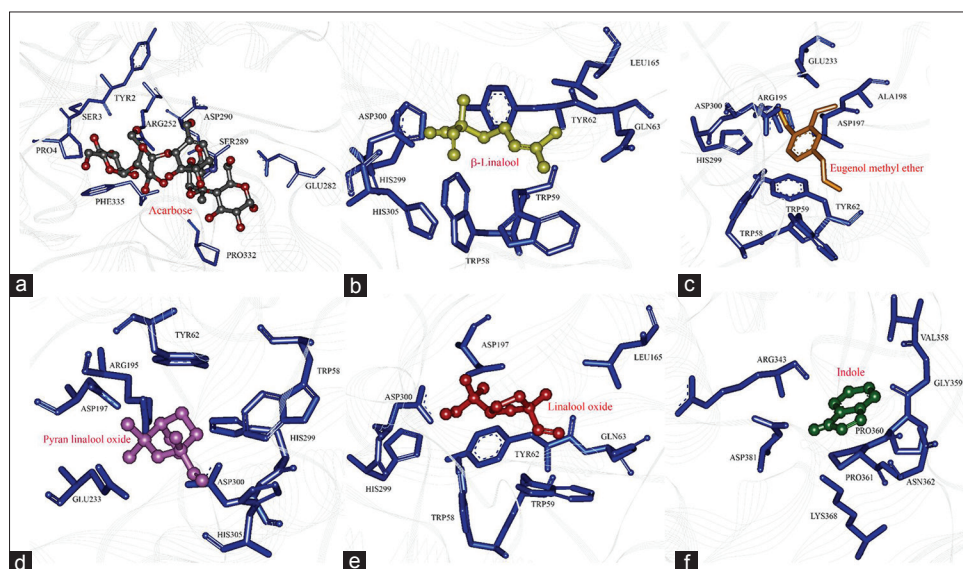 TYR2
SER3
ARG252
ASP290
PRO4
SER289
GLU282
PHE335
Acarbose
PRO332
a
LEU165
ASP300
TYR62
GLN63
β-Linalool
HIS299
TRP59
HIS305
TRP58
b
GLU233
ASP300
ARG195
ALA198
ASP197
HIS299
Eugenol methyl ether
TRP59
TYR62
TRP58
c
TYR62
ARG195
TRP58
ASP197
Pyran linalool oxide
HIS299
GLU233
ASP300
HIS305
d
ASP197
LEU165
ASP300
Linalool oxide
GLN63
TYR62
HIS299
TRP59
TRP58
e
VAL358
ARG343
Indole
GLY359
PRO360
ASP381
PRO361
ASN362
LYS368
f